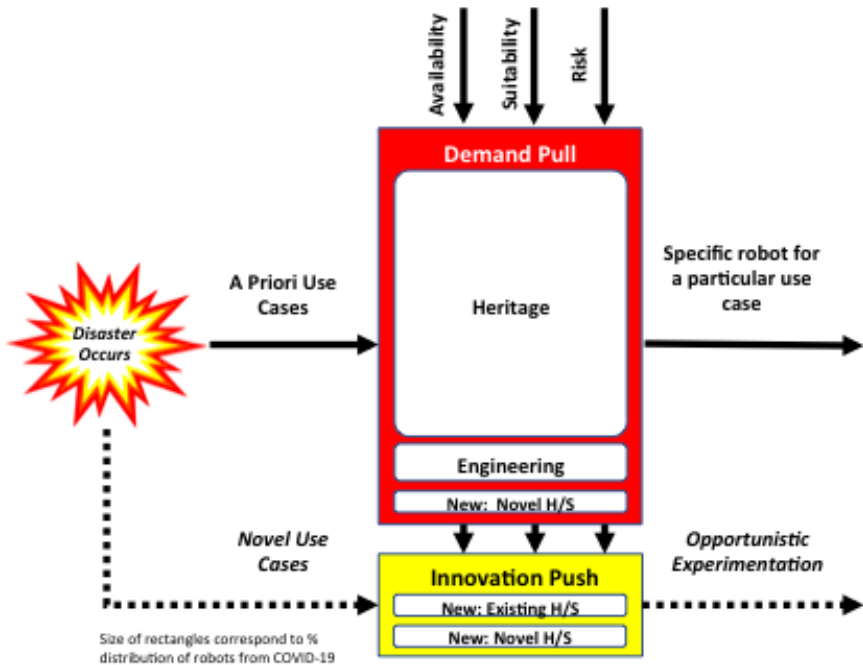 Availability
Suitability
Risk
Demand Pull
Heritage
Engineering
New:  Novel H/S
Disaster
Occurs
A Priori Use
Cases
Specific robot for
a particular use
case
Novel Use
Cases
Innovation Push
New: Existing H/S
New: Novel H/S
Opportunistic
Experimentation
Size of rectangles correspond to %
distribution of robots from COVID-19